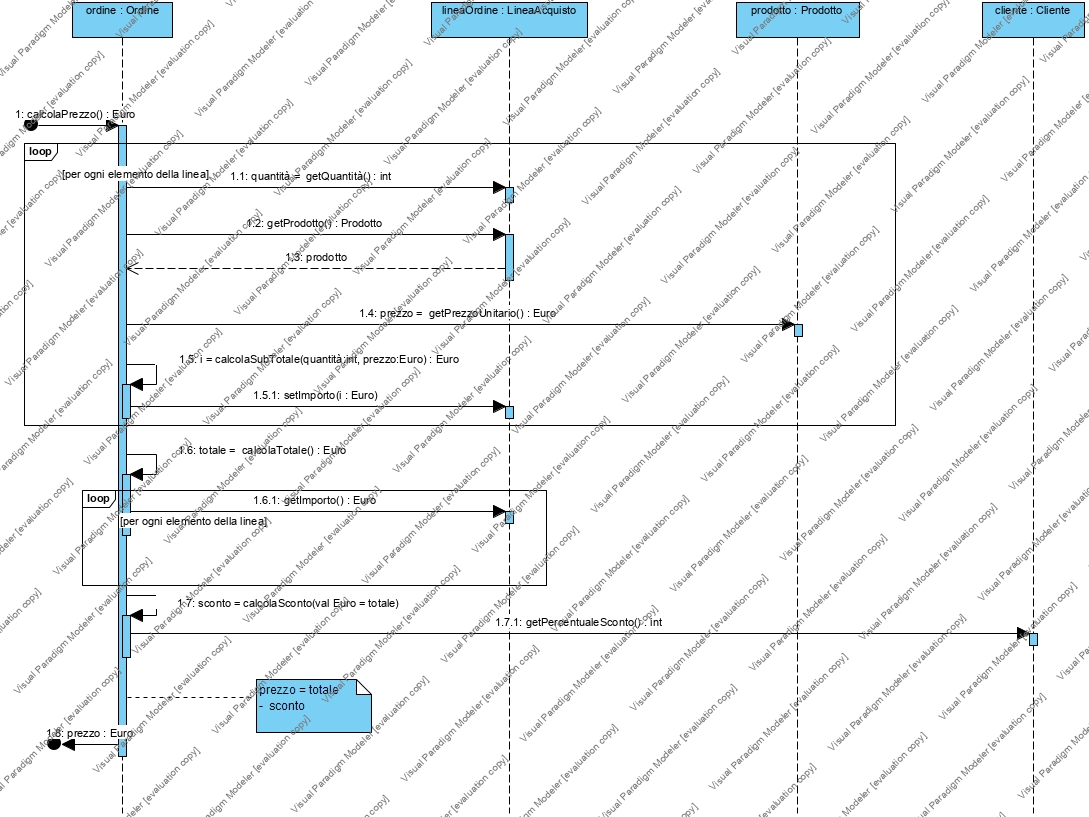 ordine : Ordine
lineaOrdine : LineaAcquisto
prodotto : Prodotto
cliente : Cliente
1: calcolaPrezzo() : Euro
loop
[per ogni elemento della linea]
1.1: quantità = getQuantità() : int
1.2: getProdotto() : Prodotto
1.3: prodotto
1.4: prezzo = getPrezzoUnitario() : Euro
1.5: i = calcolaSubTotale(quantità:int, prezzo:Euro) : Euro
1.5.1: setImporto(i : Euro)
1.6: totale = calcolaTotale() : Euro
loop
1.6.1: getImporto() : Euro
[per ogni elemento della linea]
1.7: sconto = calcolaSconto(val Euro = totale)
1.7.1: getPercentualeSconto() : int
prezzo = totale
- sconto
1.8: prezzo : Euro
Visual Paradigm Modeler [evaluation copy]